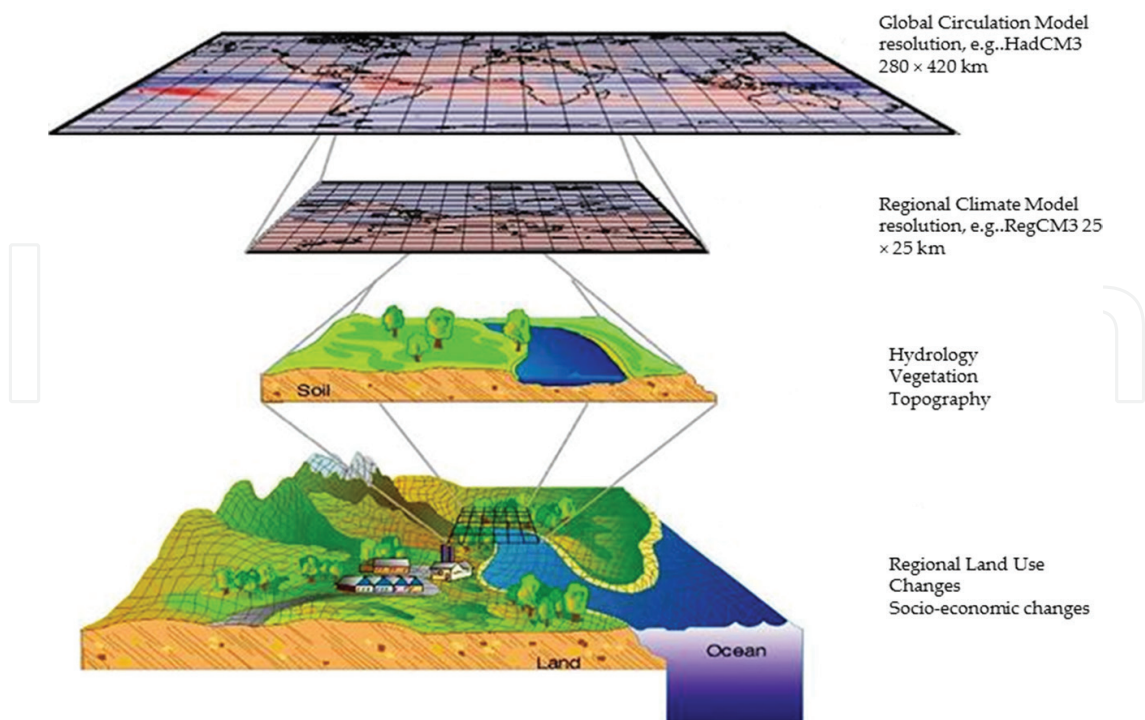 Global Circulation Model
resolution, e.g..HadCM3
280 × 420 km
Regional Climate Model
resolution, e.g..RegCM3 25
× 25 km
Hydrology
Vegetation
Topography
Soil
Regional Land Use
Changes
Socio-economic changes
Ocean
Land